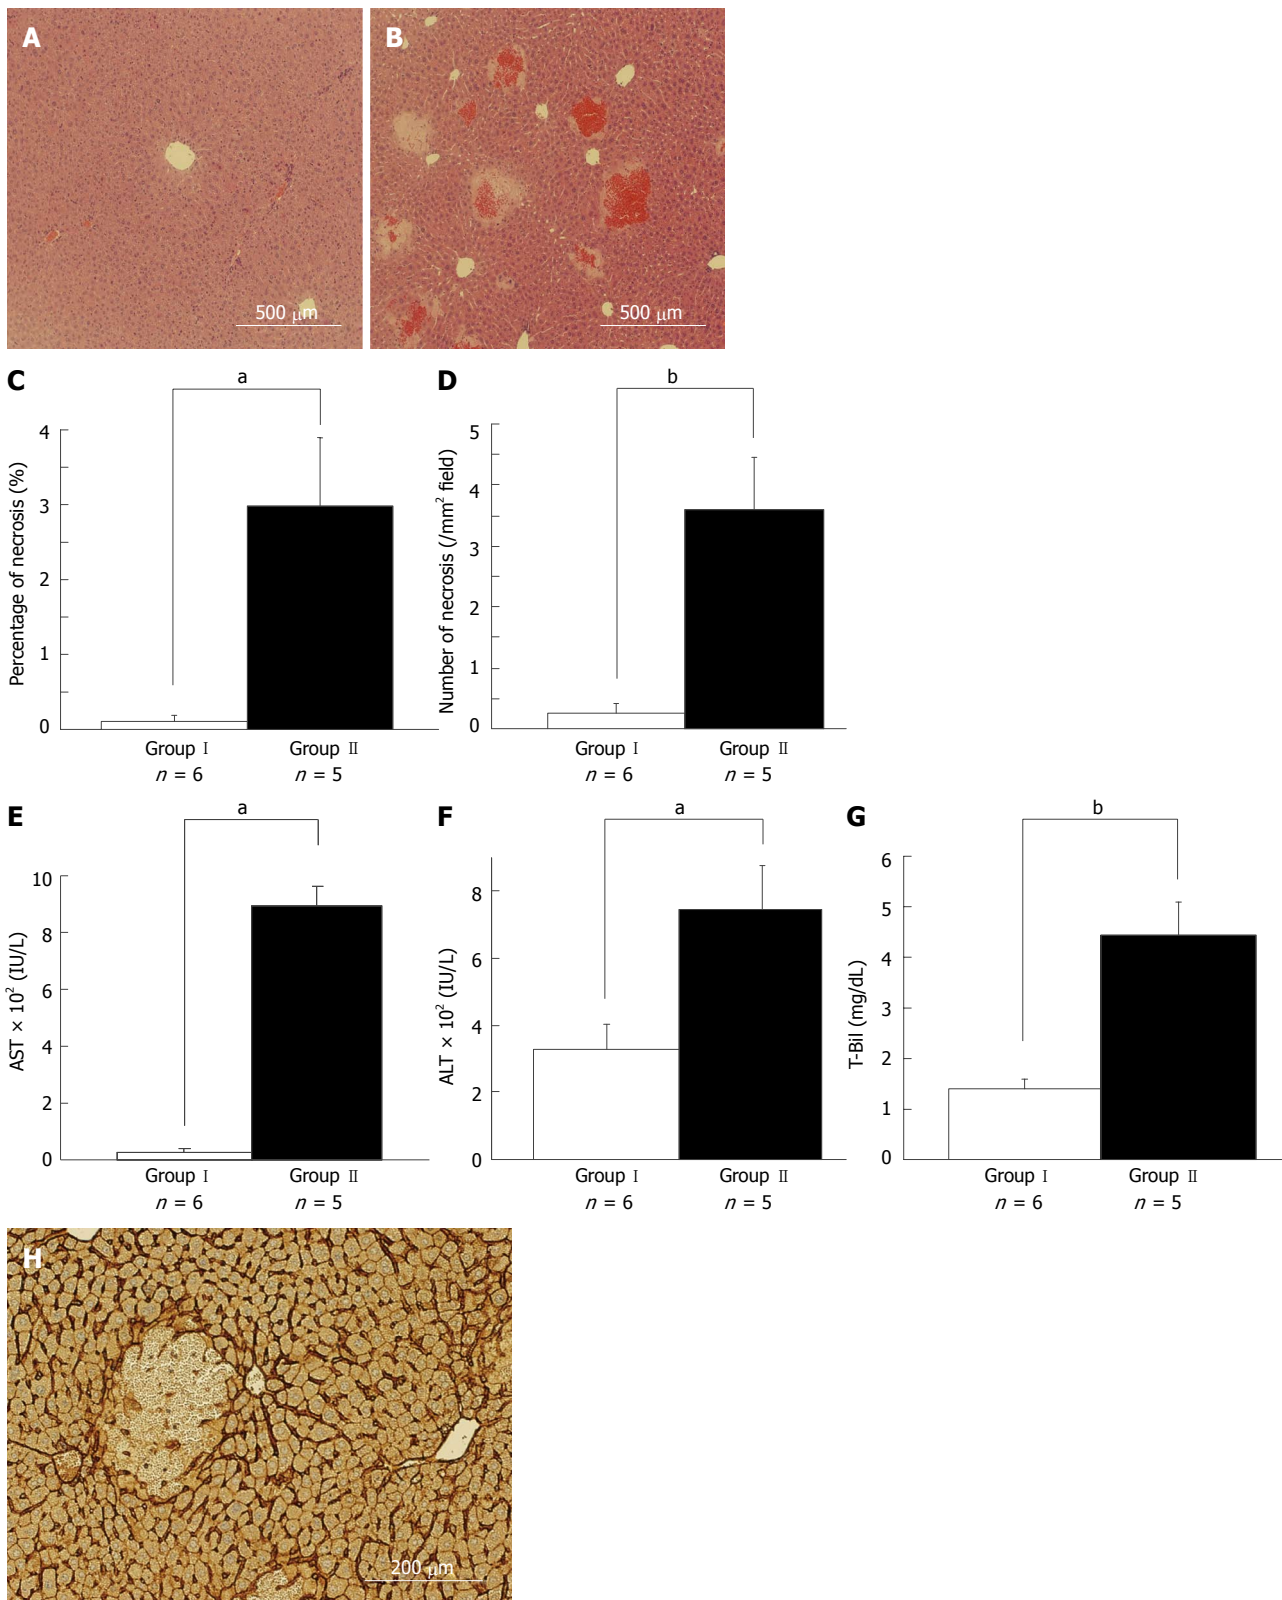 A
B
500 μm
500 μm
C
a
Percentage of necrosis (%)
4
3
2
1
0
Group Ⅰ
Group Ⅱ
n = 6
n = 5
D
b
Number of necrosis (/mm² field)
5
4
3
2
1
0
Group Ⅰ
Group Ⅱ
n = 6
n = 5
E
a
AST × 10² (IU/L)
10
8
6
4
2
0
Group Ⅰ
Group Ⅱ
n = 6
n = 5
F
a
ALT × 10² (IU/L)
8
6
4
2
0
Group Ⅰ
Group Ⅱ
n = 6
n = 5
G
b
T-Bil (mg/dL)
6
5
4
3
2
1
0
Group Ⅰ
Group Ⅱ
n = 6
n = 5
H
200 μm